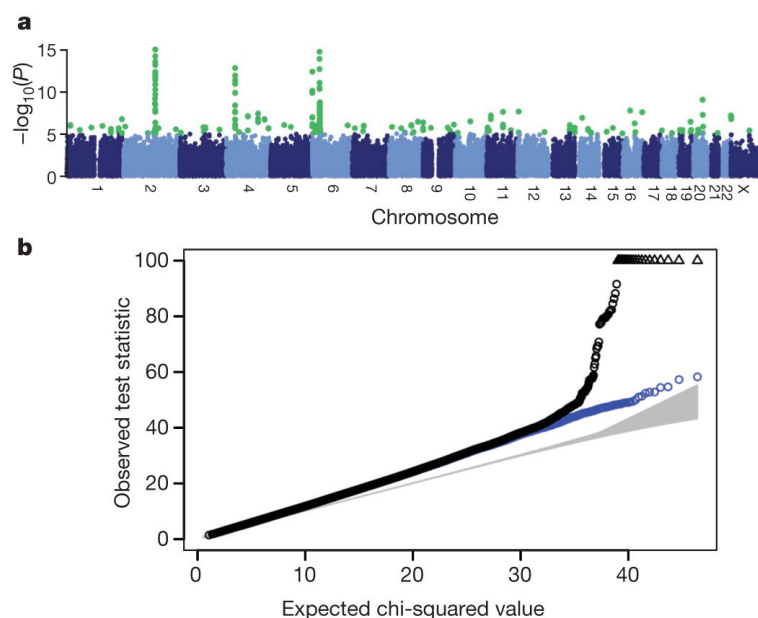 a
15
10
5
0
−log10(P)
1 2 3 4 5 6 7 8 9 10 11 12 13 14 15 16 17 18 19 20 21 22 X
Chromosome
b
100
80
60
40
20
0
Observed test statistic
0 10 20 30 40
Expected chi-squared value